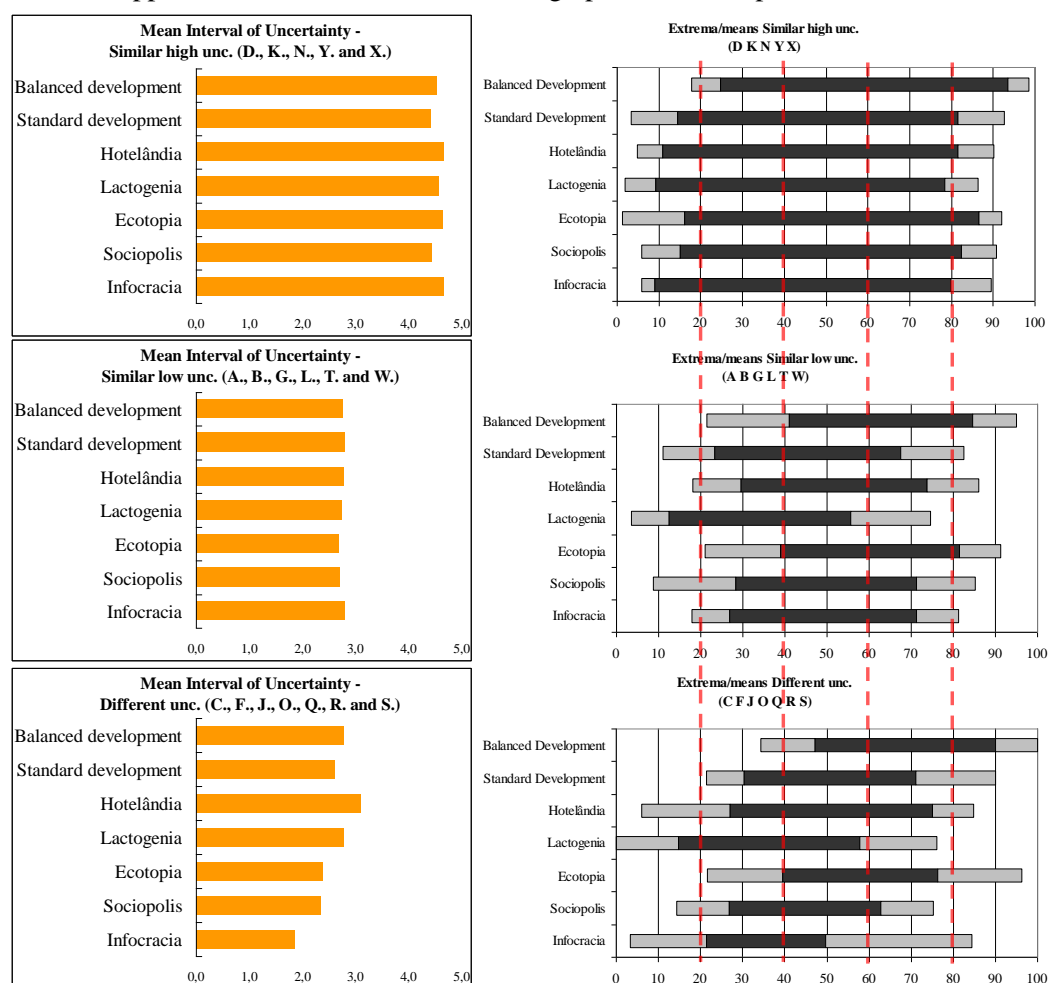 Mean Interval of Uncertainty -
Similar high unc. (D., K., N., Y. and X.)
Balanced development
Standard development
Hotelândia
Lactogenia
Ecotopia
Sociopolis
Infocracia
0,0 1,0 2,0 3,0 4,0 5,0
Extrema/means Similar high unc.
(D K N Y X)
Balanced Development
Standard Development
Hotelândia
Lactogenia
Ecotopia
Sociopolis
Infocracia
0 10 20 30 40 50 60 70 80 90 100
Mean Interval of Uncertainty -
Similar low unc. (A., B., G., L., T. and W.)
Balanced development
Standard development
Hotelândia
Lactogenia
Ecotopia
Sociopolis
Infocracia
0,0 1,0 2,0 3,0 4,0 5,0
Extrema/means Similar low unc.
(A B G L T W)
Balanced Development
Standard Development
Hotelândia
Lactogenia
Ecotopia
Sociopolis
Infocracia
0 10 20 30 40 50 60 70 80 90 100
Mean Interval of Uncertainty -
Different unc. (C., F., J., O., Q., R. and S.)
Balanced development
Standard development
Hotelândia
Lactogenia
Ecotopia
Sociopolis
Infocracia
0,0 1,0 2,0 3,0 4,0 5,0
Extrema/means Different unc.
(C F J O Q R S)
Balanced Development
Standard Development
Hotelândia
Lactogenia
Ecotopia
Sociopolis
Infocracia
0 10 20 30 40 50 60 70 80 90 100